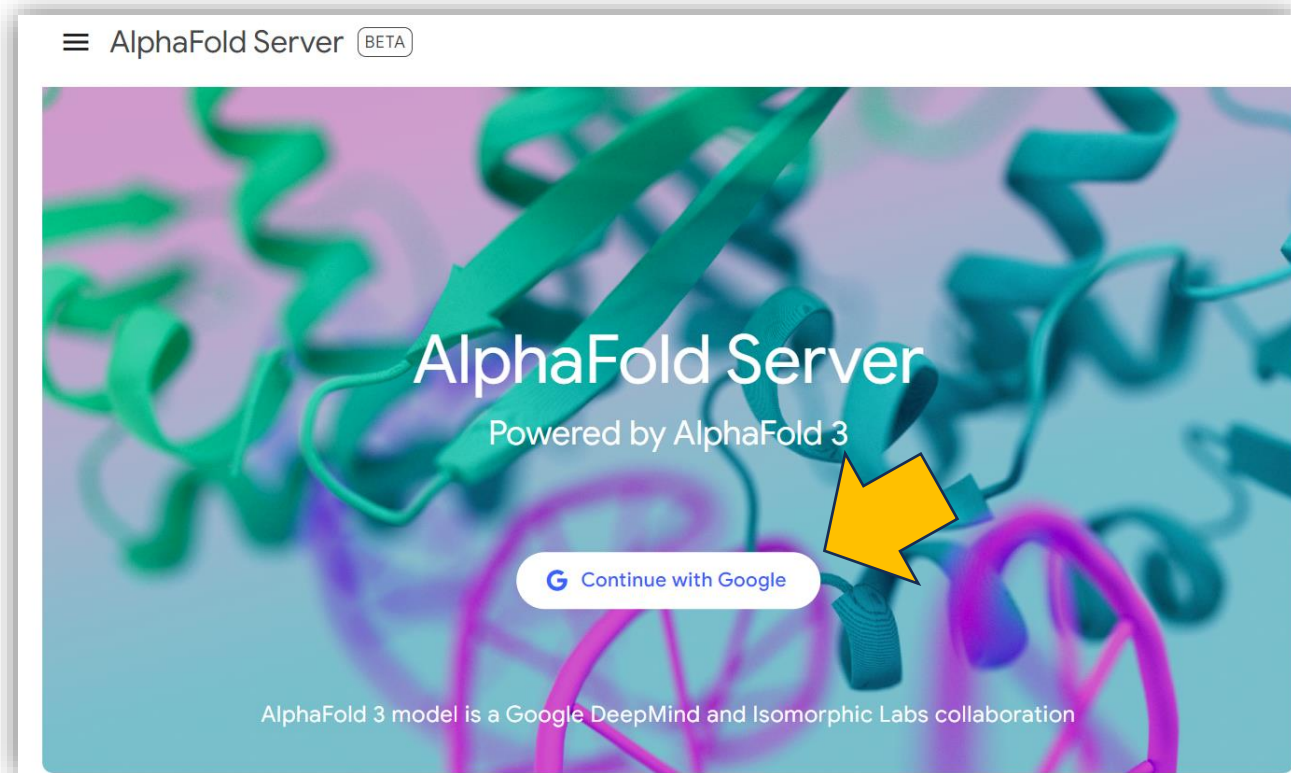 AlphaFold Server BETA
AlphaFold Server
Powered by AlphaFold 3
Continue with Google
AlphaFold 3 model is a Google DeepMind and Isomorphic Labs collaboration